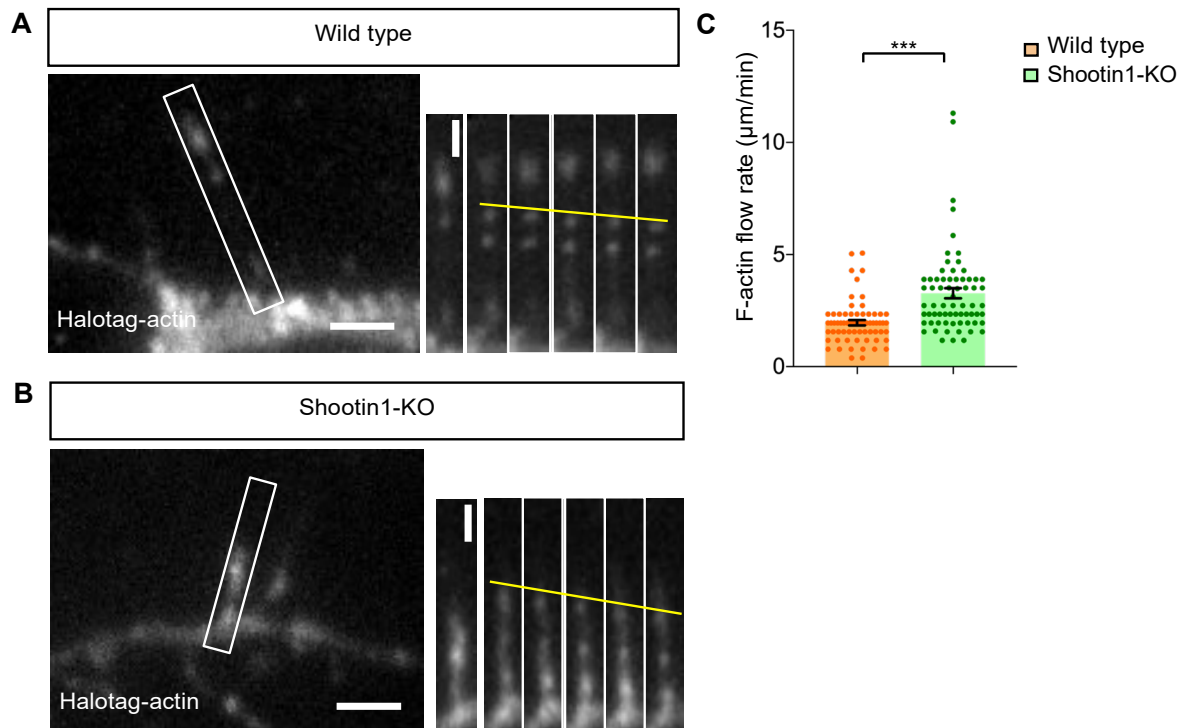 A
Wild type
Halotag-actin
B
Shootin1-KO
Halotag-actin
C
F-actin flow rate (μm/min)
15
10
5
0
***
Wild type
Shootin1-KO